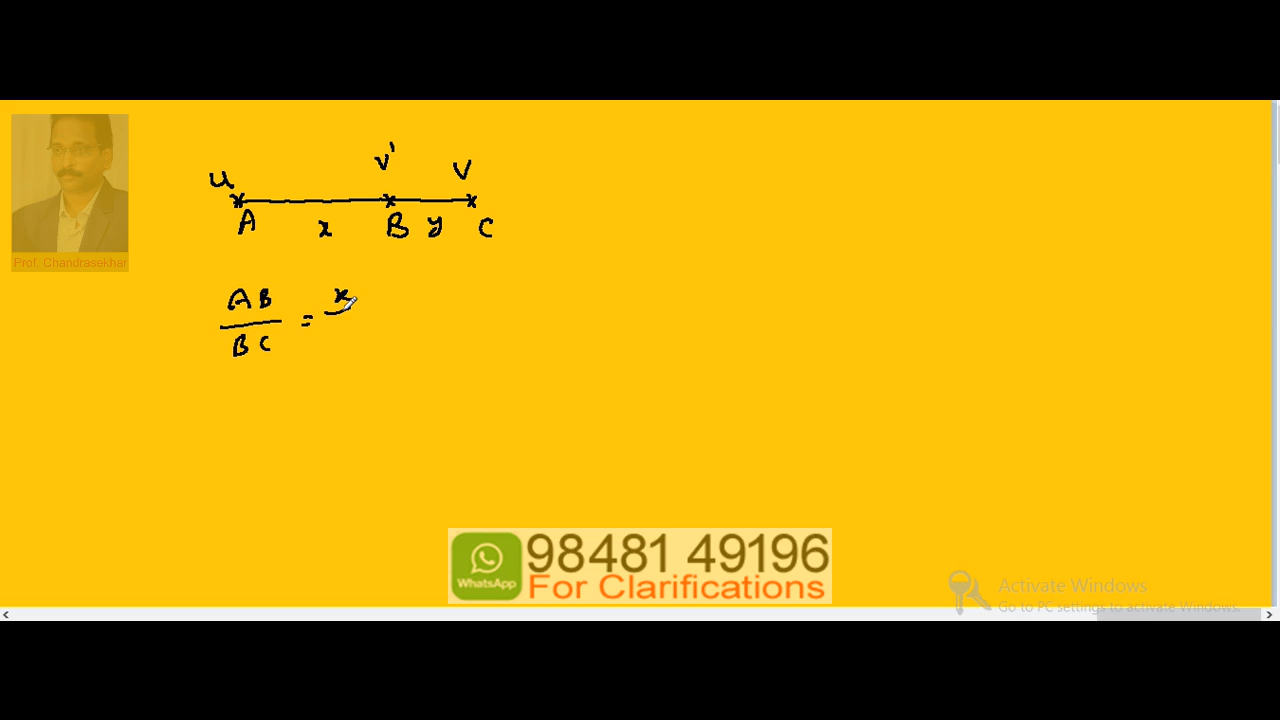 Prof. Chandrasekhar
u v' v
A x B y C
AB
BC
= x
WhatsApp
98481 49196
For Clarifications
Activate Windows
Go to PC settings to activate Windows.